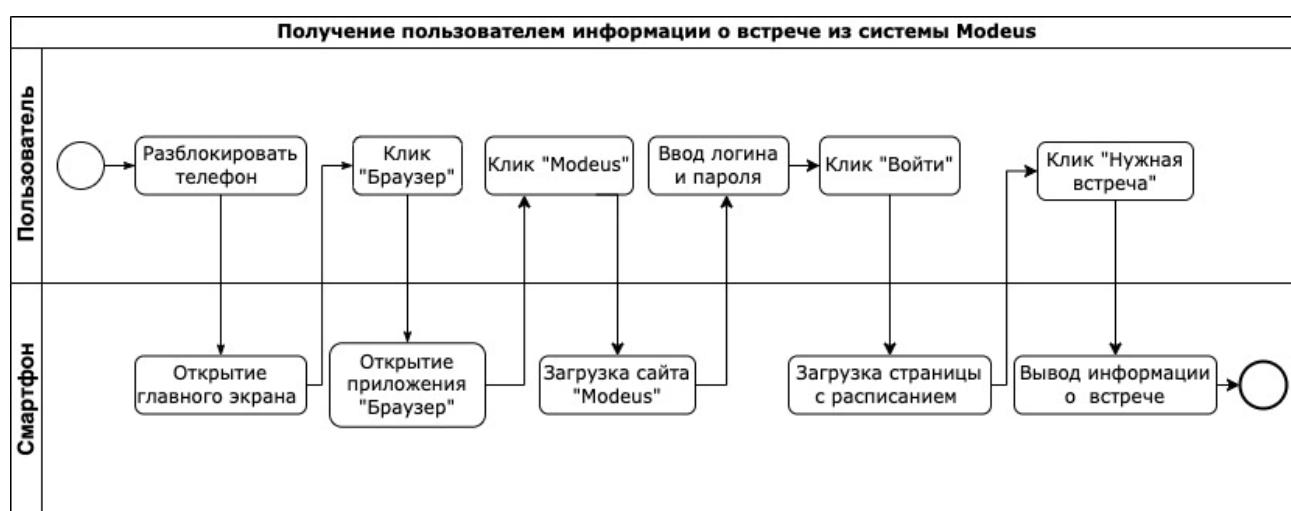 Получение пользователем информации о встрече из системы Modeus
Пользователь
Разблокировать
телефон
Клик
"Браузер"
Клик "Modeus"
Ввод логина
и пароля
Клик "Войти"
Клик "Нужная
встреча"
Смартфон
Открытие
главного экрана
Открытие
приложения
"Браузер"
Загрузка сайта
"Modeus"
Загрузка страницы
с расписанием
Вывод информации
о встрече